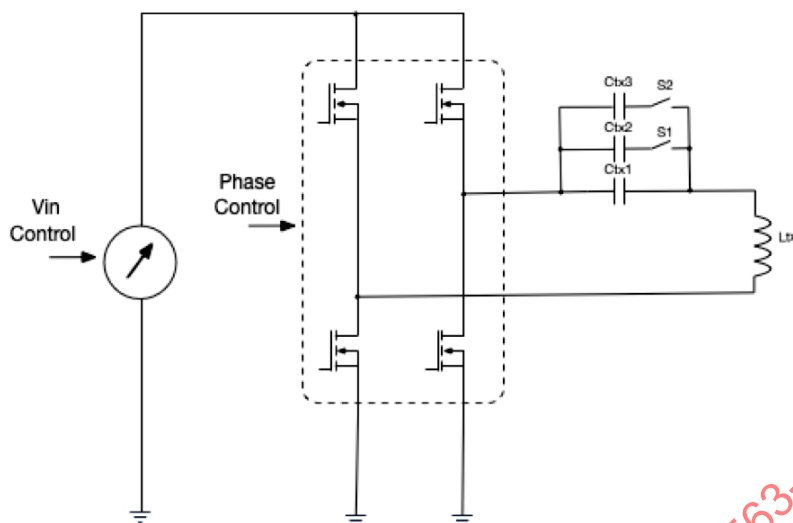 Ctx3
S2
Ctx2
S1
Ctx1
Phase
Control
Vin
Control